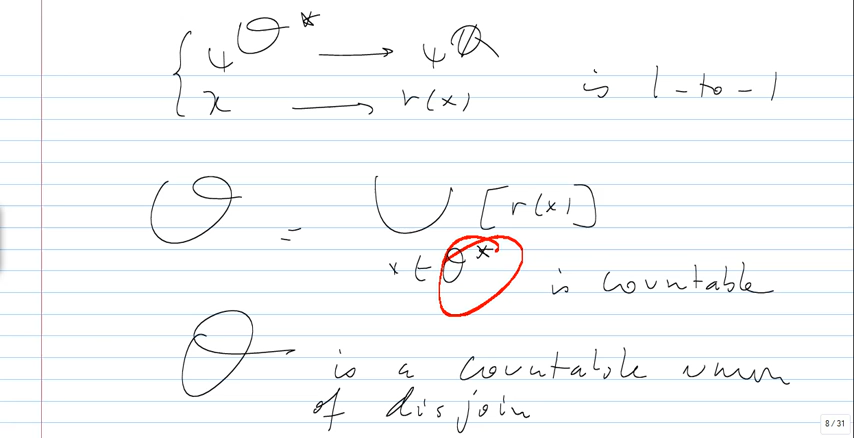 ψ O* → ψ Q
x → r(x) is 1-to-1
O = ∪ [r(x)]
x ∈ O* is countable
O is a countable union
of disjoin
8 / 31